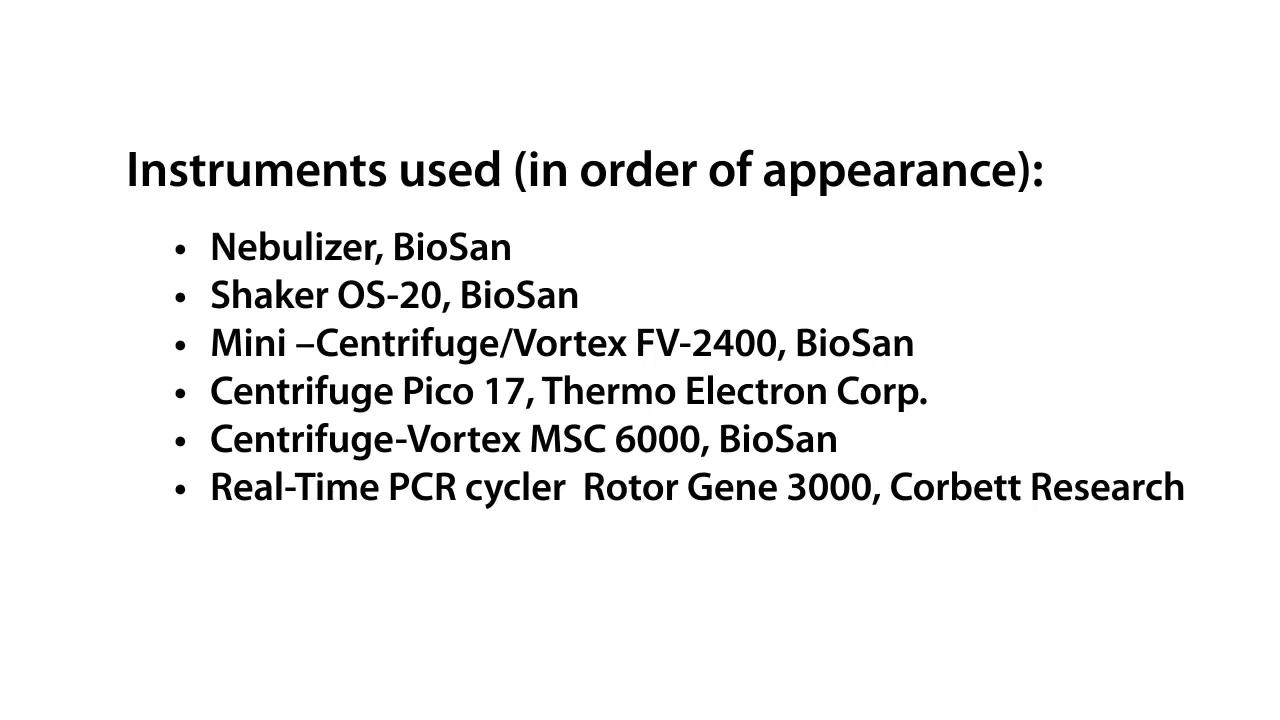 Instruments used (in order of appearance):
• Nebulizer, BioSan
• Shaker OS-20, BioSan
• Mini –Centrifuge/Vortex FV-2400, BioSan
• Centrifuge Pico 17, Thermo Electron Corp.
• Centrifuge-Vortex MSC 6000, BioSan
• Real-Time PCR cycler  Rotor Gene 3000, Corbett Research